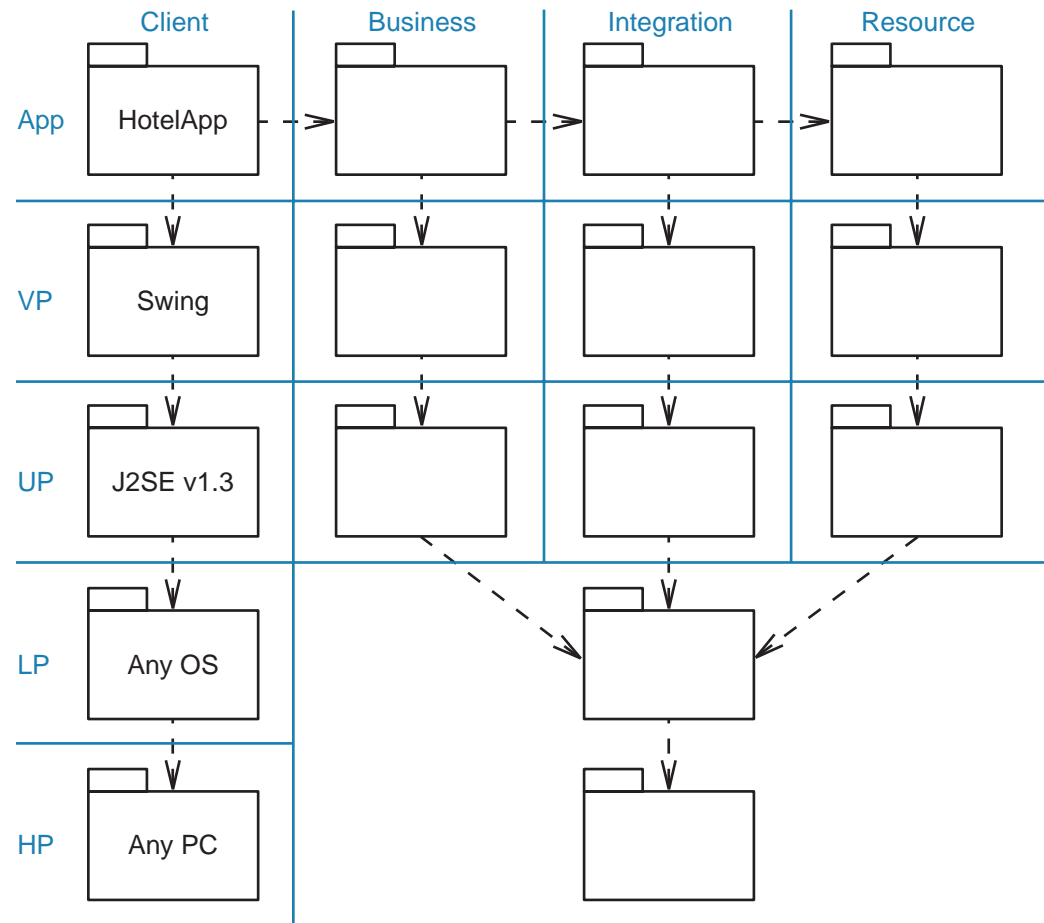 Client Business Integration Resource
App HotelApp
VP Swing
UP J2SE v1.3
LP Any OS
HP Any PC